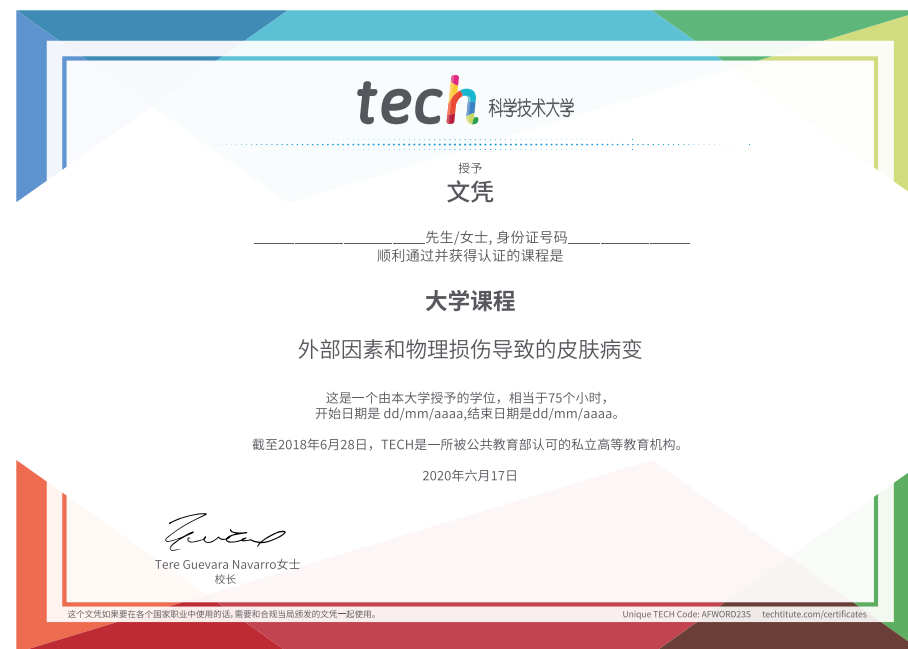 tech 科学技术大学
授予
文凭
先生/女士, 身份证号码
顺利通过并获得认证的课程是
大学课程
外部因素和物理损伤导致的皮肤病变
这是一个由本大学授予的学位，相当于75个小时，
开始日期是 dd/mm/aaaa,结束日期是dd/mm/aaaa。
截至2018年6月28日，TECH是一所被公共教育部认可的私立高等教育机构。
2020年六月17日
Tere Guevara Navarro女士
校长
这个文凭如果要在各个国家职业中使用的话,需要和合规当局颁发的文凭一起使用。
Unique TECH Code: AFWORD23S techtitute.com/certificates